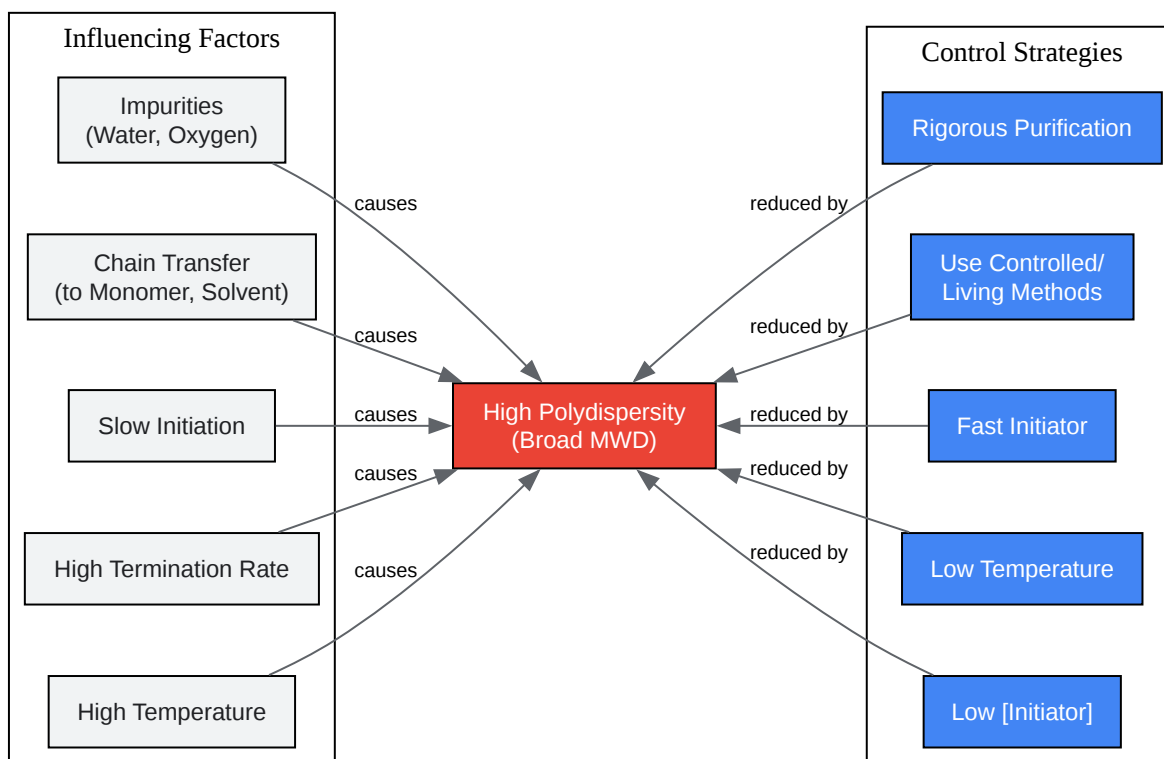 Influencing Factors
Impurities
(Water, Oxygen)
Chain Transfer
(to Monomer, Solvent)
Slow Initiation
High Termination Rate
High Temperature
causes
causes
causes
causes
causes
High Polydispersity
(Broad MWD)
reduced by
reduced by
reduced by
reduced by
reduced by
Control Strategies
Rigorous Purification
Use Controlled/
Living Methods
Fast Initiator
Low Temperature
Low [Initiator]